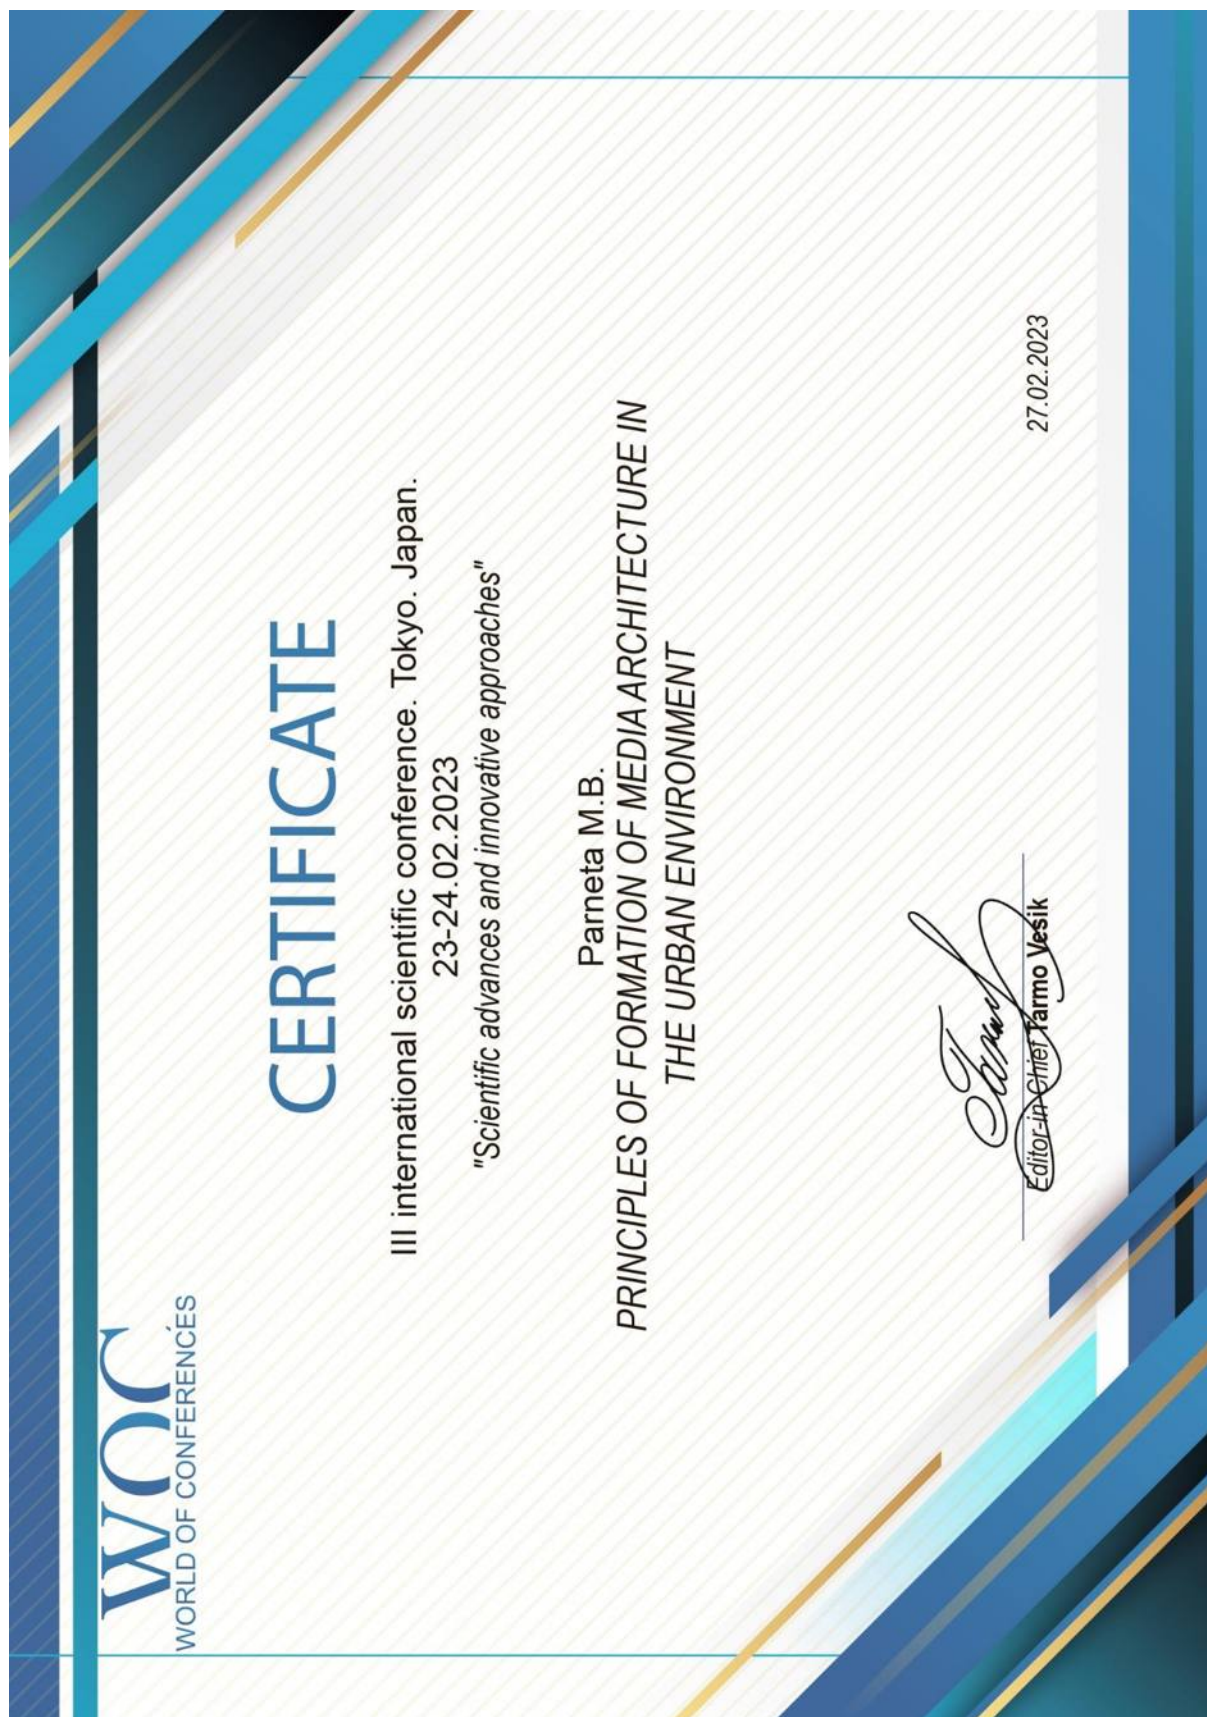 WOC
WORLD OF CONFERENCES
CERTIFICATE
III international scientific conference. Tokyo. Japan.
23-24.02.2023
"Scientific advances and innovative approaches"
Parneta M.B.
PRINCIPLES OF FORMATION OF MEDIA ARCHITECTURE IN
THE URBAN ENVIRONMENT
Editor-in-Chief Tarmo Vesik
27.02.2023